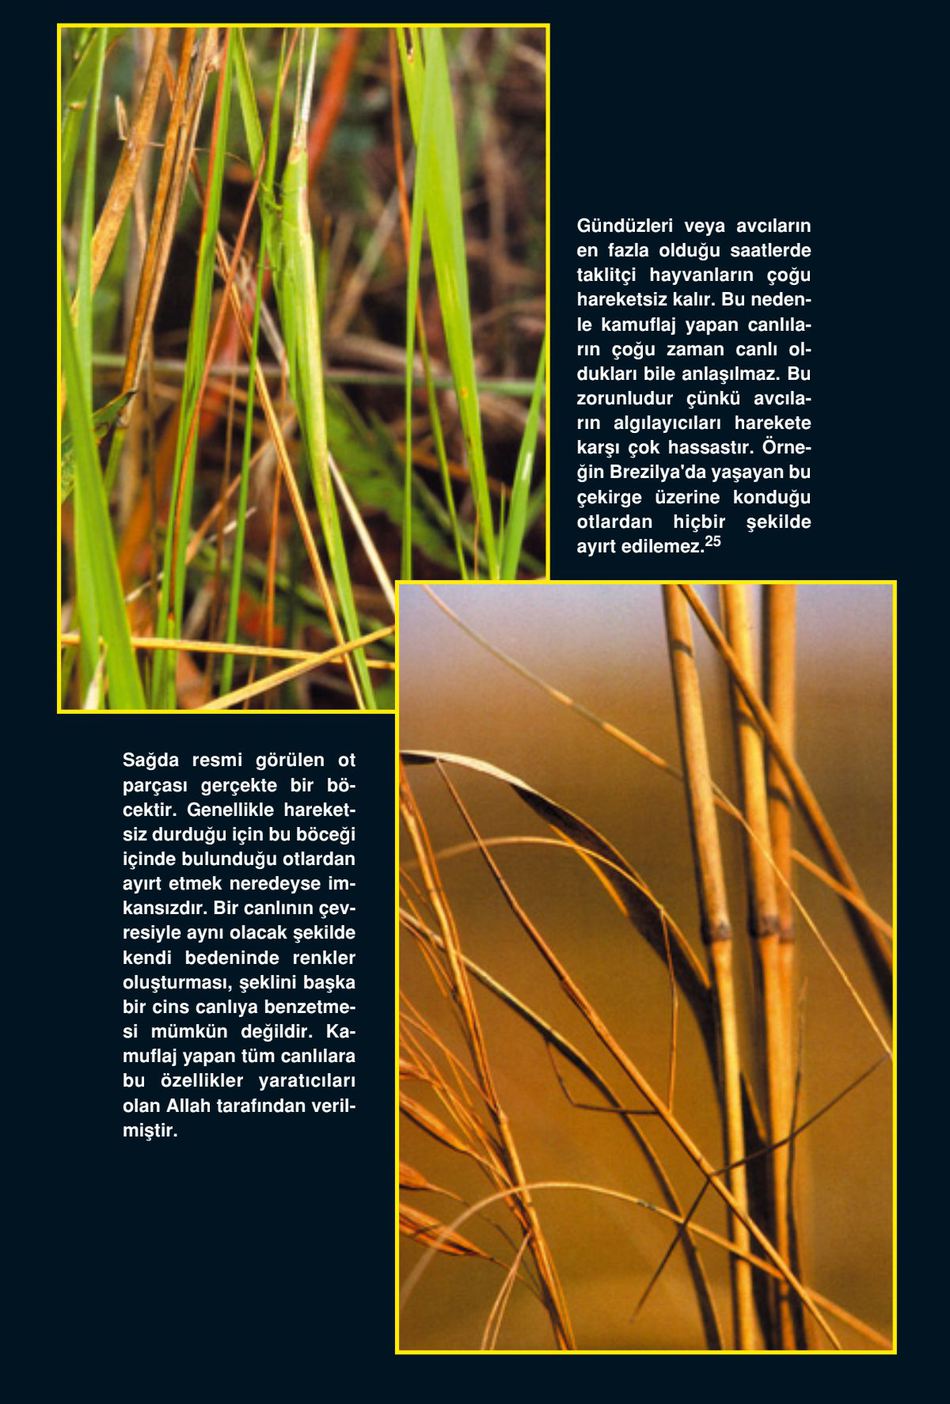 Gündüzleri veya avcıların
en fazla olduğu saatlerde
taklitçi hayvanların çoğu
hareketsiz kalır. Bu neden-
le kamuflaj yapan canlıla-
rın çoğu zaman canlı ol-
dukları bile anlaşılmaz. Bu
zorunludur çünkü avcıla-
rın algılayıcıları harekete
karşı çok hassastır. Örne-
ğin Brezilya'da yaşayan bu
çekirge üzerine konduğu
otlardan hiçbir şekilde
ayırt edilemez.25
Sağda resmi görülen ot
parçası gerçekte bir bö-
cektir. Genellikle hareket-
siz durduğu için bu böceği
içinde bulunduğu otlardan
ayırt etmek neredeyse im-
kansızdır. Bir canlının çev-
resiyle aynı olacak şekilde
kendi bedeninde renkler
oluşturması, şeklini başka
bir cins canlıya benzetme-
si mümkün değildir. Ka-
muflaj yapan tüm canlılara
bu özellikler yaratıcıları
olan Allah tarafından veril-
miştir.